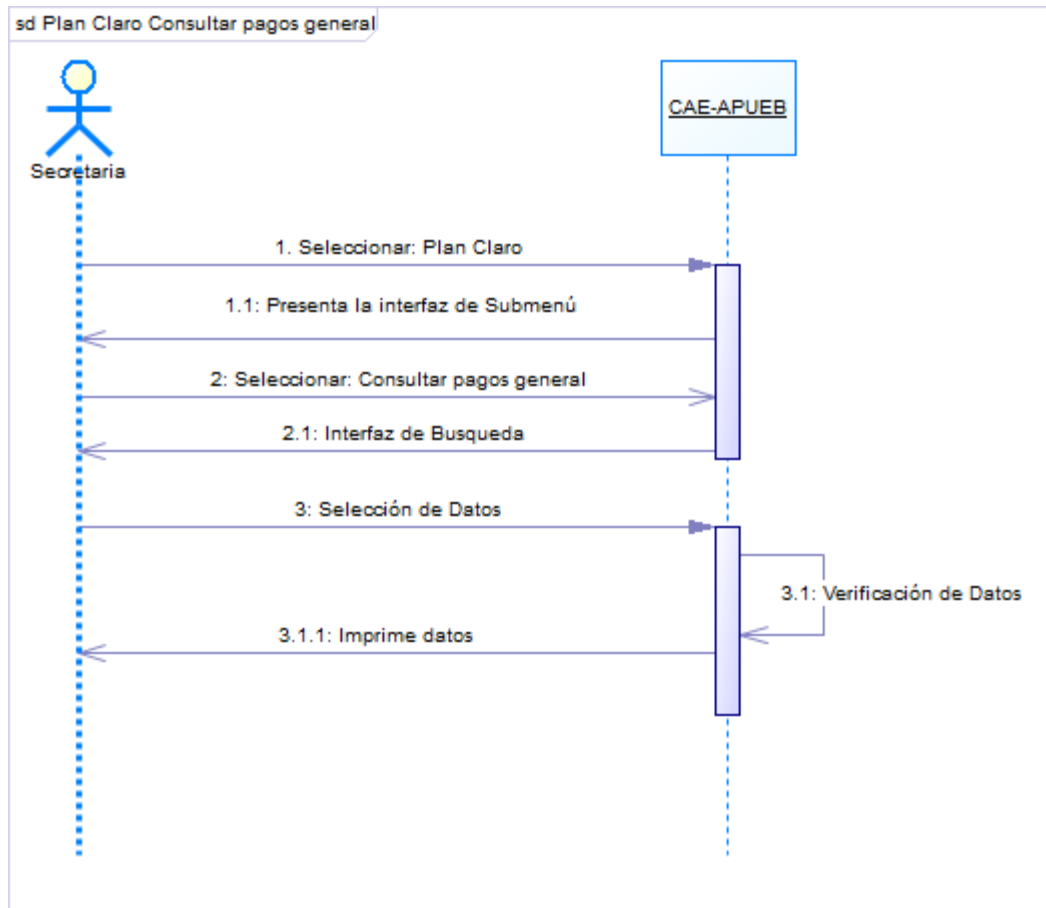 sd Plan Claro Consultar pagos general
CAE-APUEB
Secretaria
1. Seleccionar: Plan Claro
1.1: Presenta la interfaz de Submenú
2: Seleccionar: Consultar pagos general
2.1: Interfaz de Busqueda
3: Selección de Datos
3.1: Verificación de Datos
3.1.1: Imprime datos